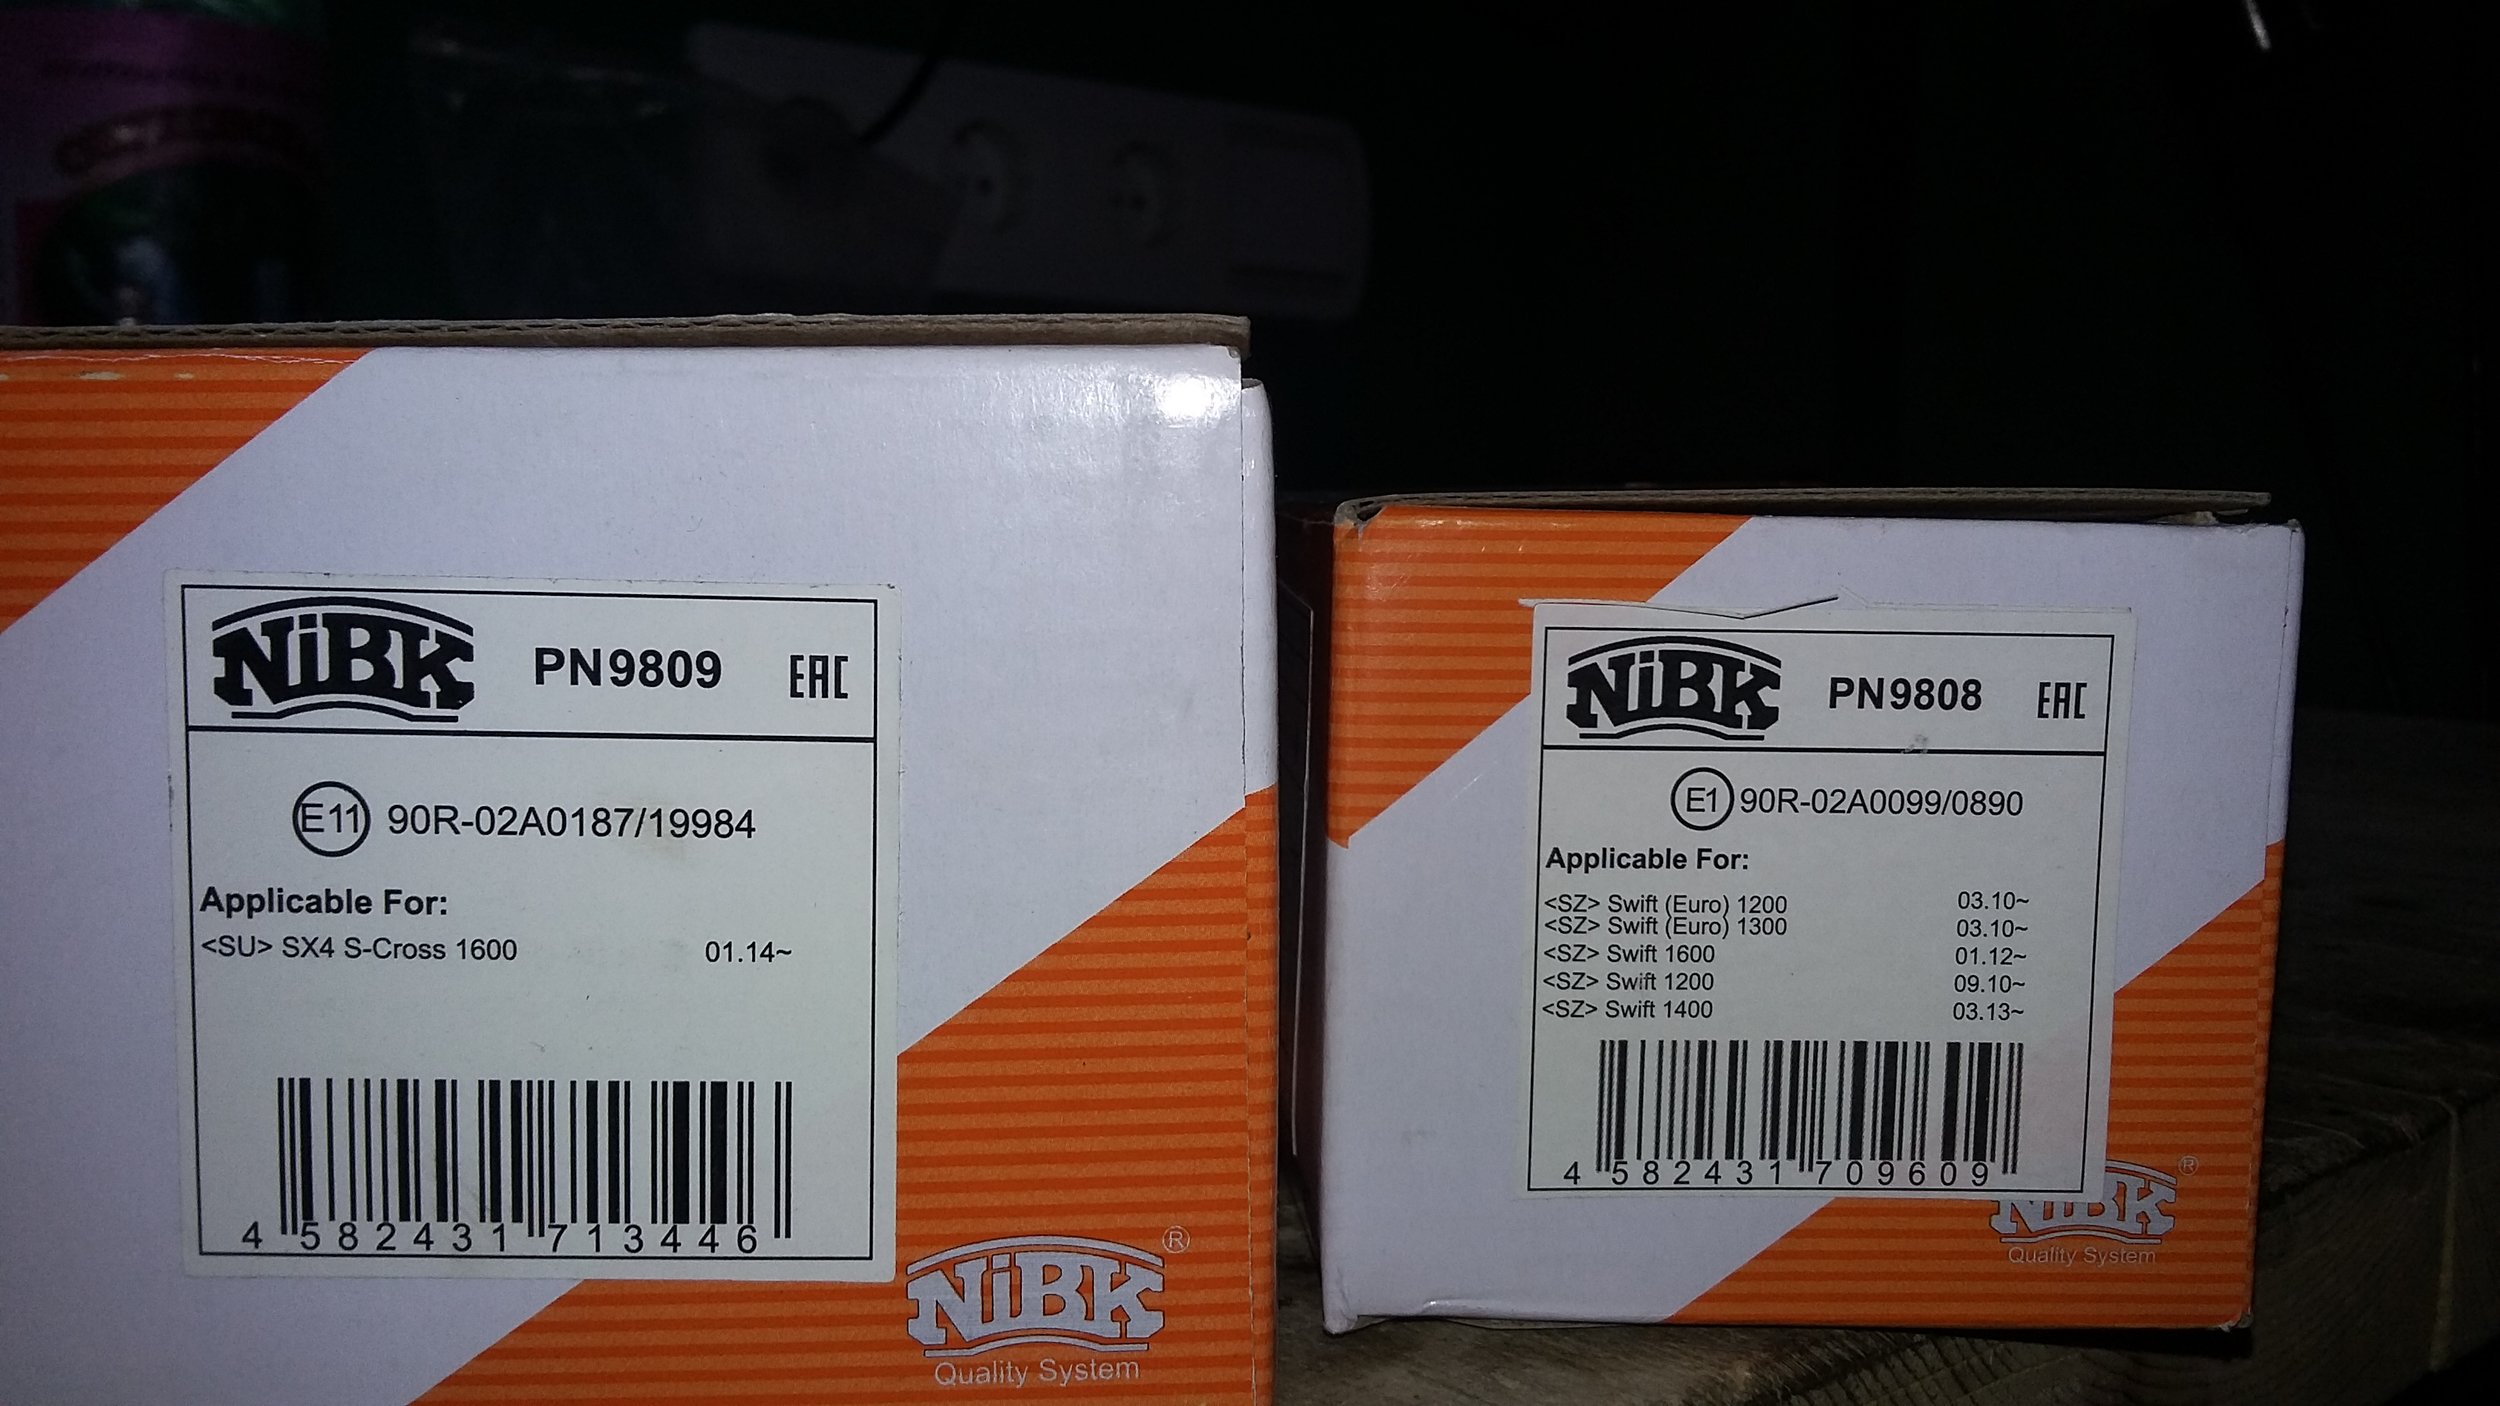 NiBK PN9809 EAC
E11 90R-02A0187/19984
Applicable For:
<SU> SX4 S-Cross 1600 01.14~
4 582431 713446
NiBK ®
Quality System
NiBK PN9808 EAC
E1 90R-02A0099/0890
Applicable For:
<SZ> Swift (Euro) 1200 03.10~
<SZ> Swift (Euro) 1300 03.10~
<SZ> Swift 1600 01.12~
<SZ> Swift 1200 09.10~
<SZ> Swift 1400 03.13~
4 582431 709609
NiBK ®
Quality System